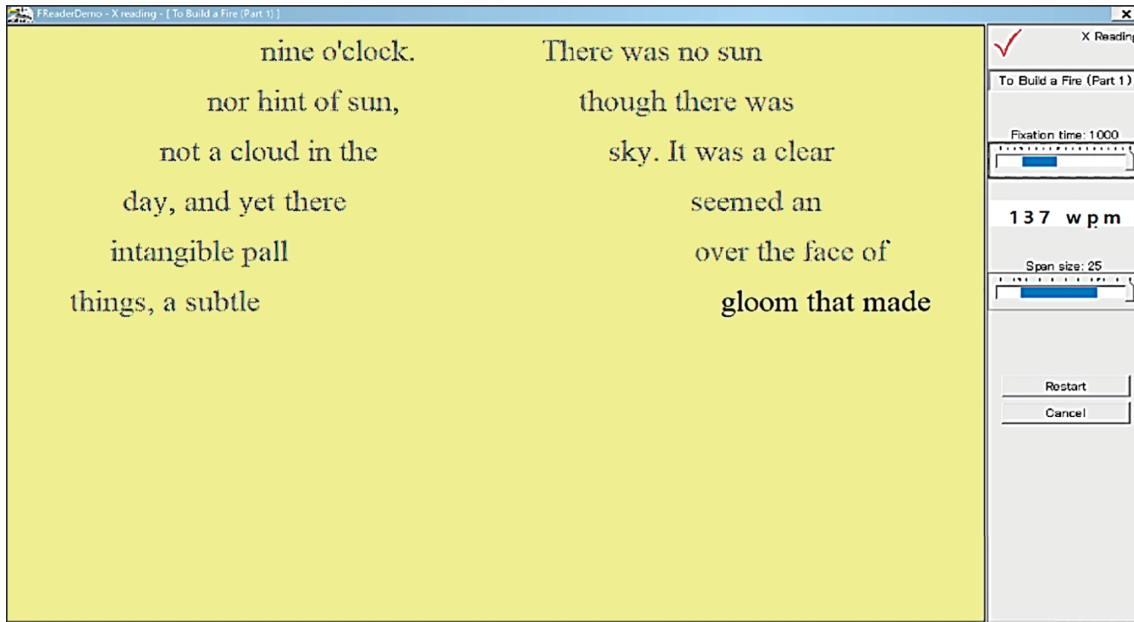 FReaderDemo - X reading - [ To Build a Fire (Part 1) ]
nine o'clock. There was no sun
nor hint of sun, though there was
not a cloud in the sky. It was a clear
day, and yet there seemed an
intangible pall over the face of
things, a subtle gloom that made
X Reading
To Build a Fire (Part 1)
Fixation time: 1000
137 wpm
Span size: 25
Restart
Cancel